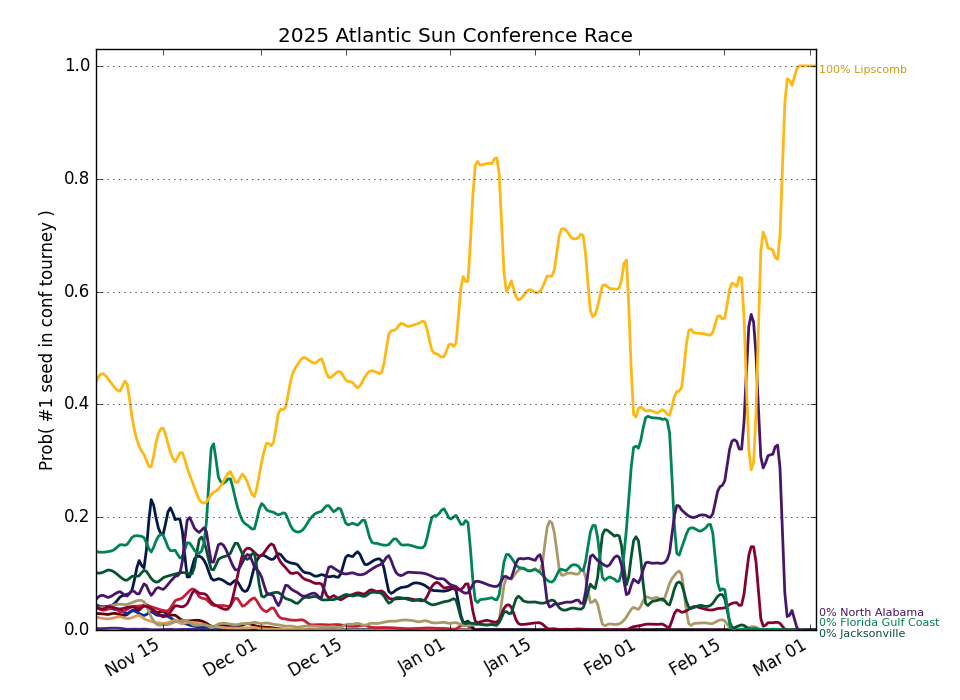 2025 Atlantic Sun Conference Race
Prob( #1 seed in conf tourney )
1.0
0.8
0.6
0.4
0.2
0.0
100% Lipscomb
0% North Alabama
0% Florida Gulf Coast
0% Jacksonville
Nov 15
Dec 01
Dec 15
Jan 01
Jan 15
Feb 01
Feb 15
Mar 01